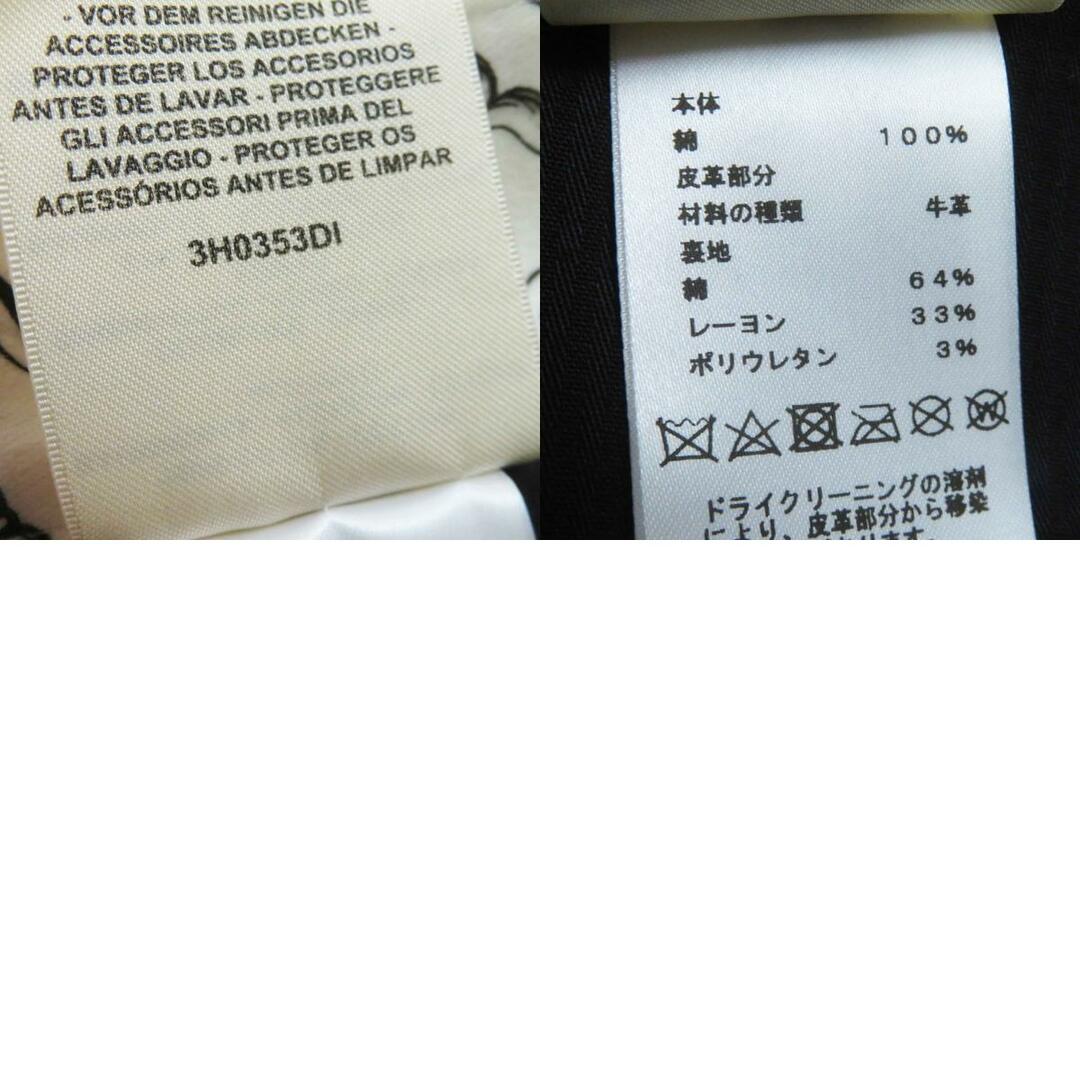 - VOR DEM REINIGEN DIE
ACCESSOIRES ABDECKEN -
PROTEGER LOS ACCESORIOS
ANTES DE LAVAR - PROTEGGERE
GLI ACCESSORI PRIMA DEL
LAVAGGIO - PROTEGER OS
ACESSÓRIOS ANTES DE LIMPAR
3H0353DI
本体
綿 100%
皮革部分
材料の種類 牛革
裏地
綿 64%
レーヨン 33%
ポリウレタン 3%
ドライクリーニングの溶剤
により、皮革部分から移染